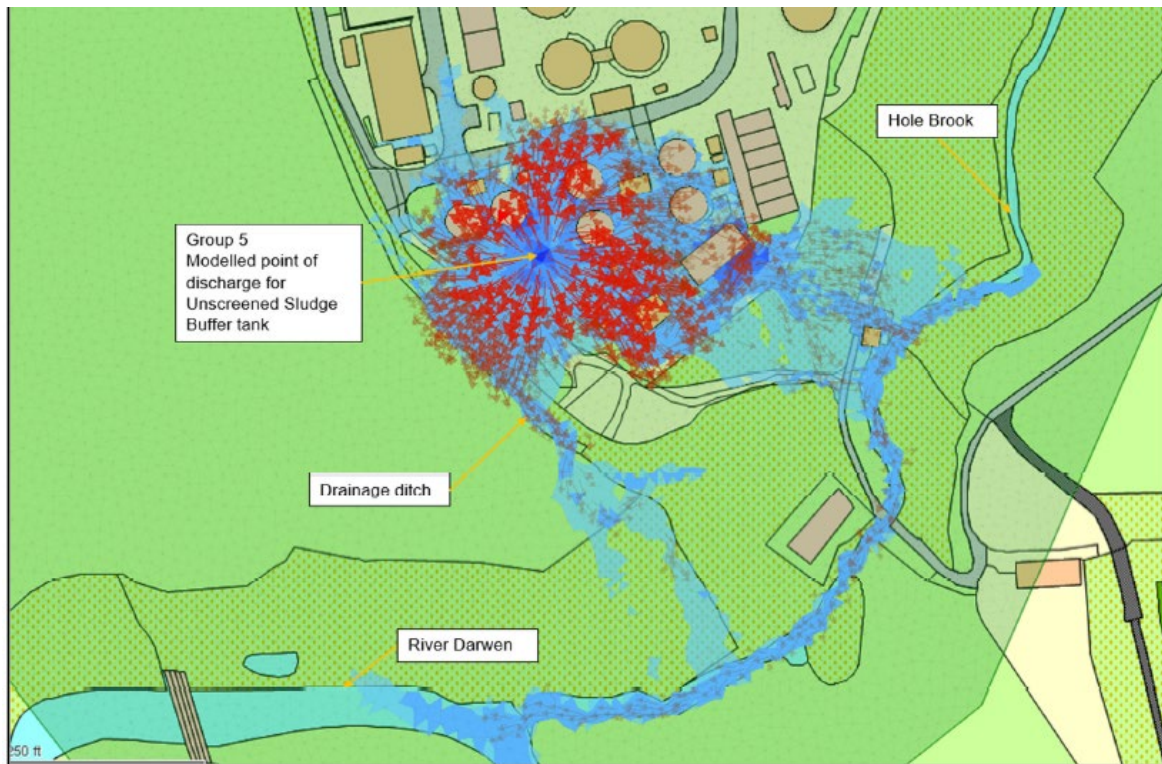 Hole Brook
Group 5
Modelled point of
discharge for
Unscreened Sludge
Buffer tank
Drainage ditch
River Darwen
250 ft